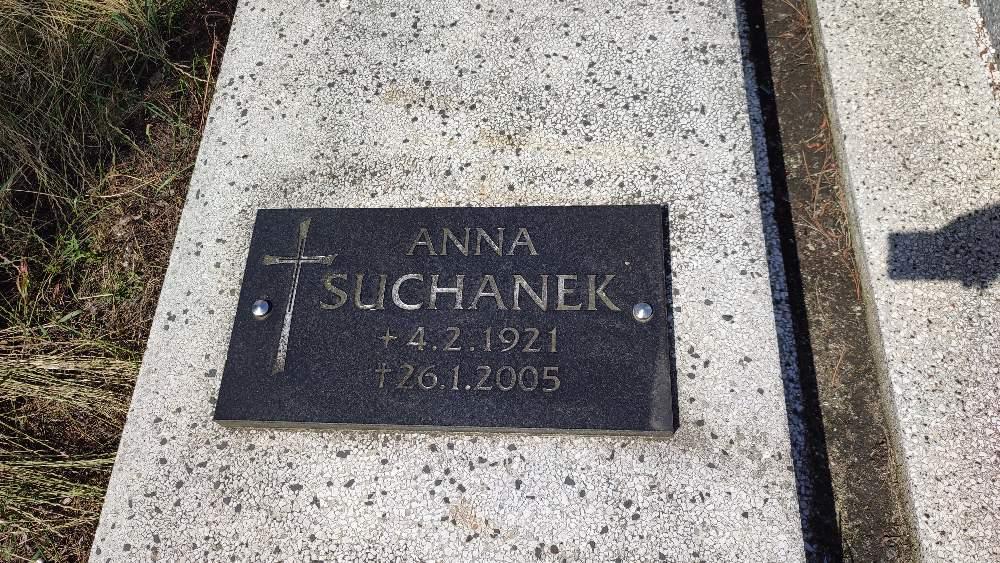 ANNA
SUCHANEK
+ 4.2.1921
† 26.1.2005